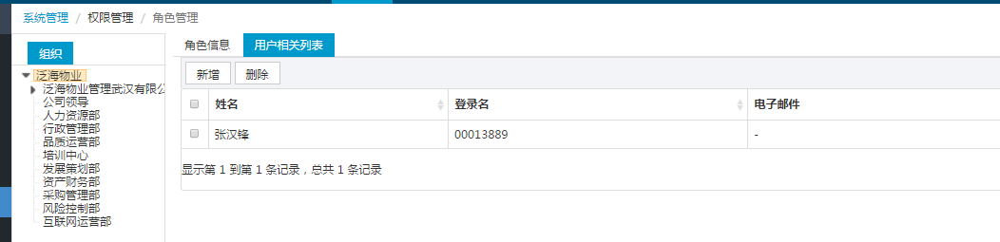 系统管理 / 权限管理 / 角色管理
组织
泛海物业
泛海物业管理武汉有限公
公司领导
人力资源部
行政管理部
品质运营部
培训中心
发展策划部
资产财务部
采购管理部
风险控制部
互联网运营部
角色信息 用户相关列表
新增 删除
姓名 登录名 电子邮件
张汉锋 00013889 -
显示第 1 到第 1 条记录，总共 1 条记录